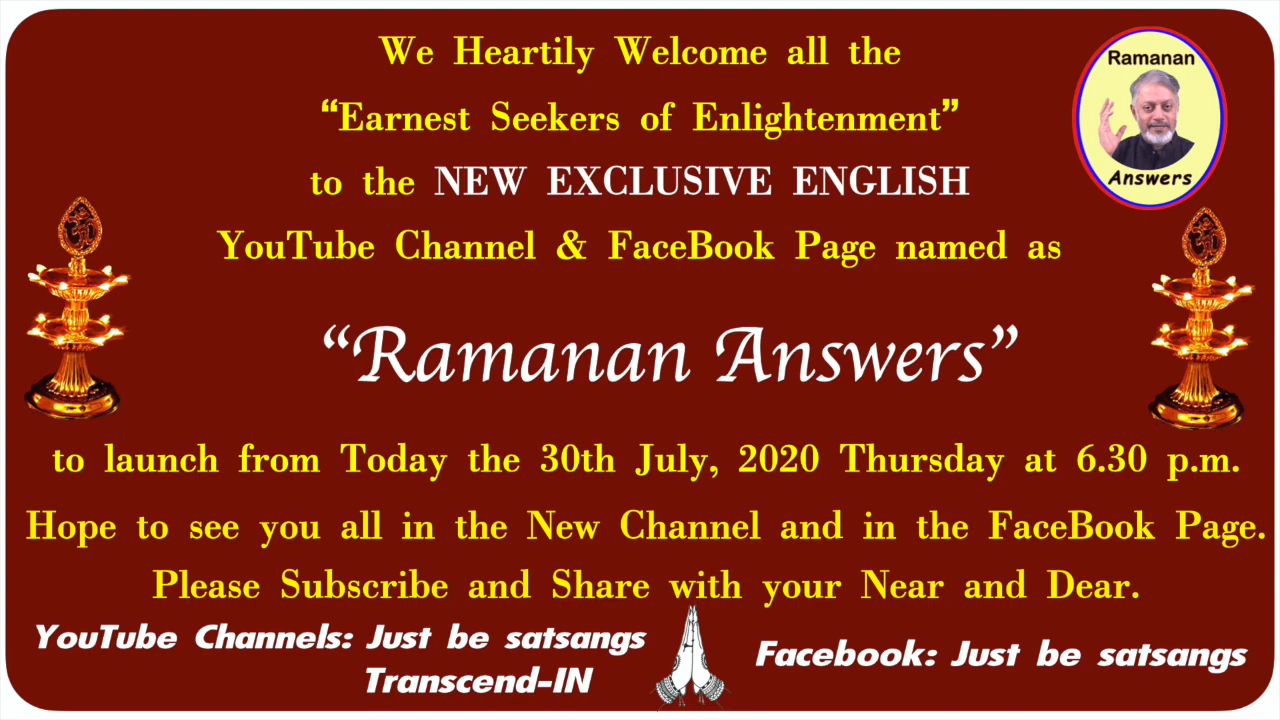 We Heartily Welcome all the
“Earnest Seekers of Enlightenment”
to the NEW EXCLUSIVE ENGLISH
YouTube Channel & FaceBook Page named as
“Ramanan Answers”
to launch from Today the 30th July, 2020 Thursday at 6.30 p.m.
Hope to see you all in the New Channel and in the FaceBook Page.
Please Subscribe and Share with your Near and Dear.
YouTube Channels: Just be satsangs
Transcend-IN
Facebook: Just be satsangs
Ramanan
Answers